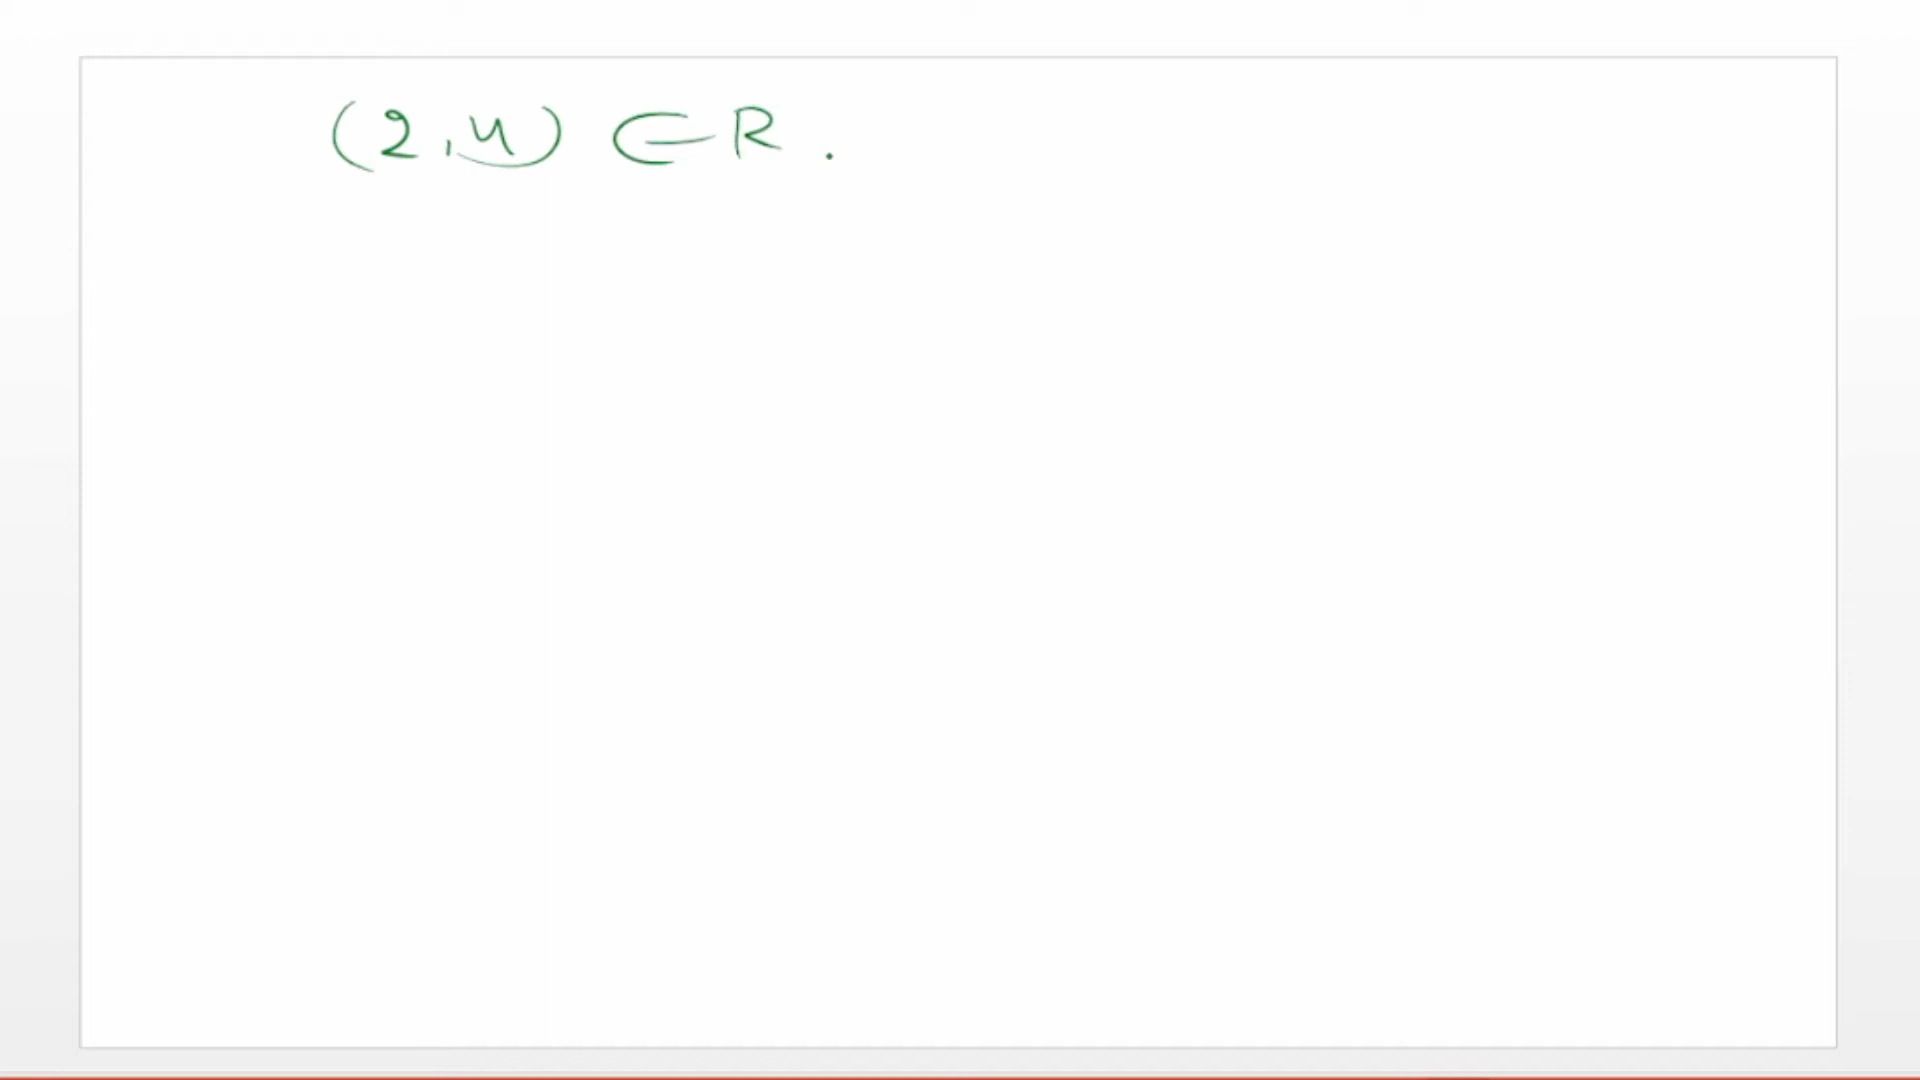 (2,4) ∈ R .